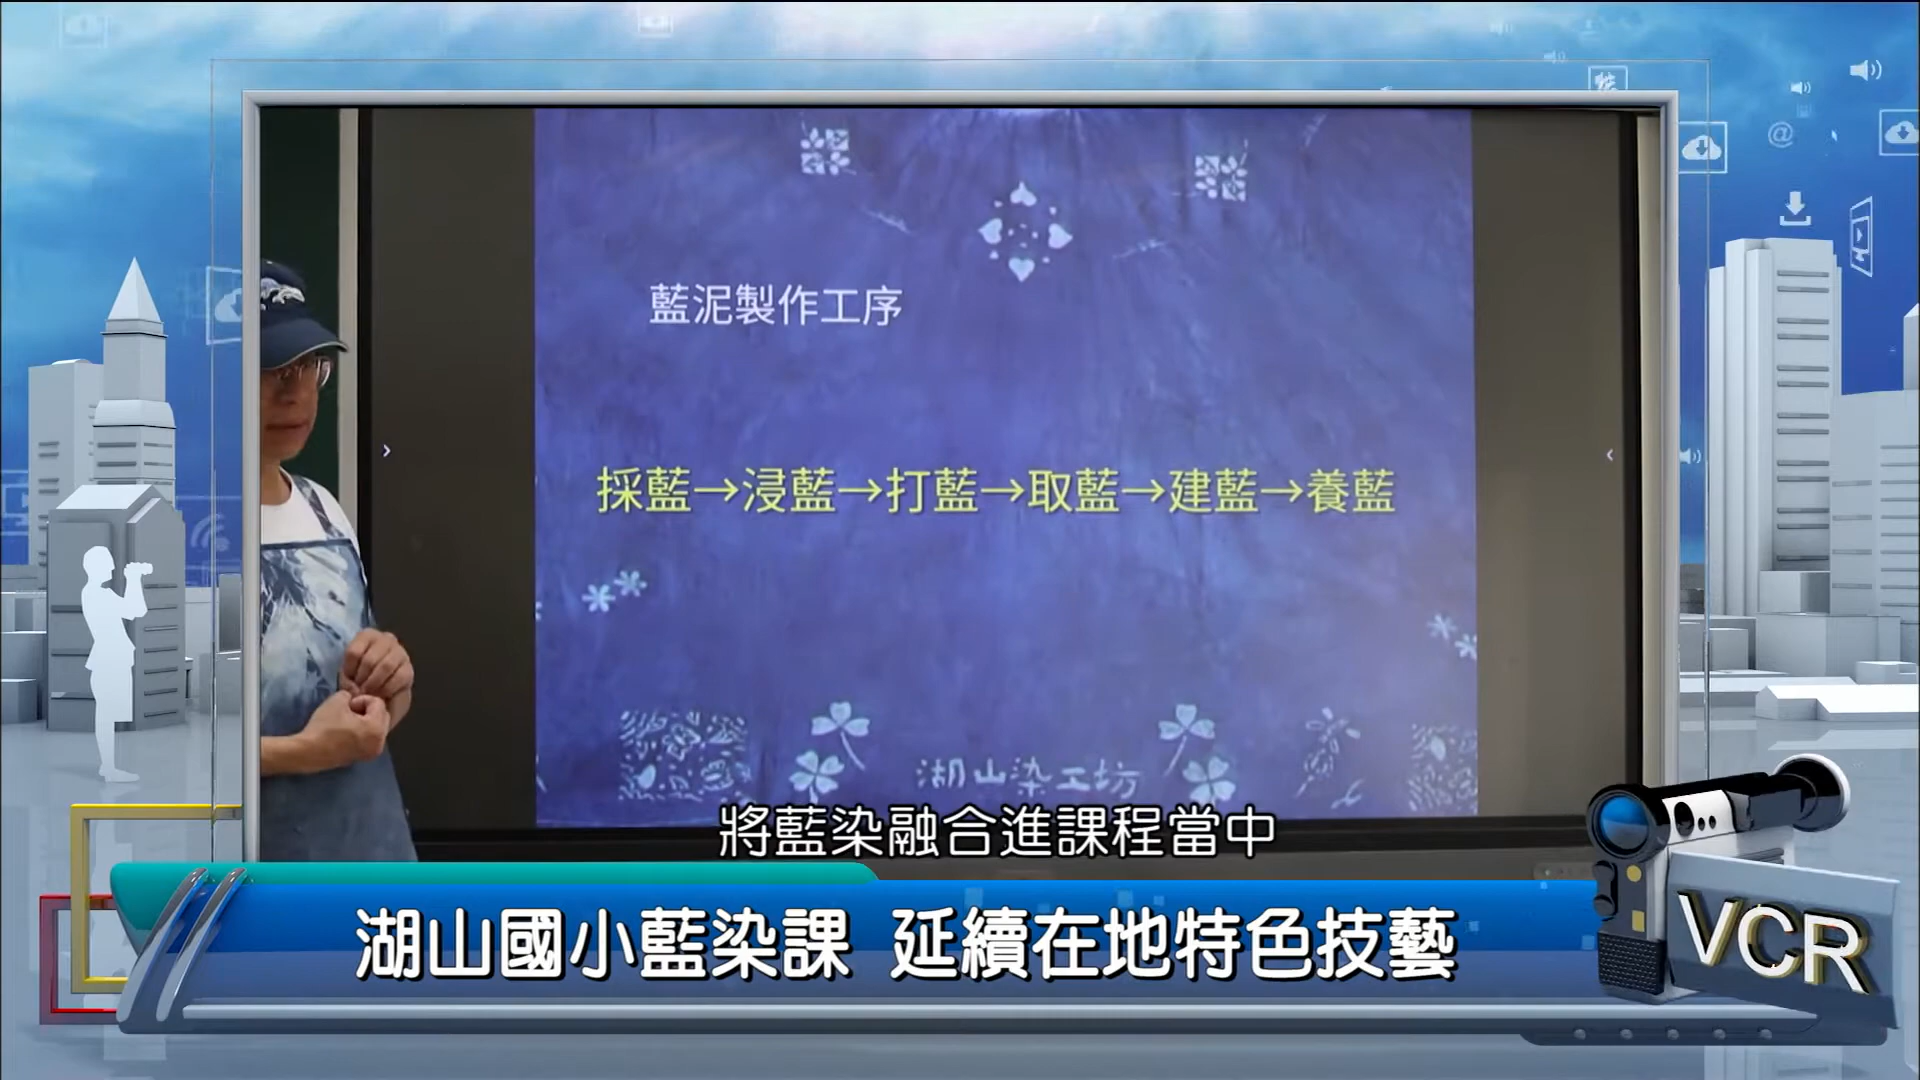 藍泥製作工序
採藍→浸藍→打藍→取藍→建藍→養藍
湖山染工坊
將藍染融合進課程當中
湖山國小藍染課 延續在地特色技藝
VCR